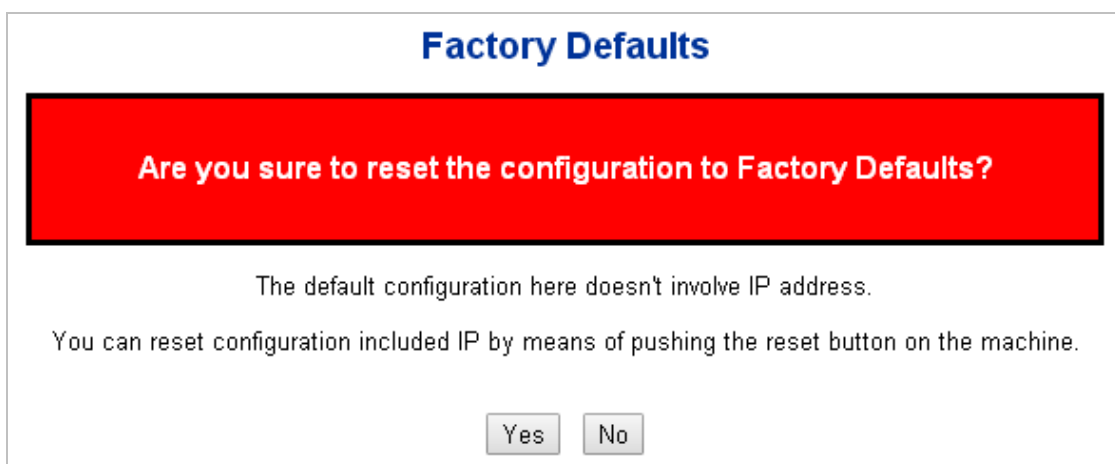 Factory Defaults
Are you sure to reset the configuration to Factory Defaults?
The default configuration here doesn't involve IP address.
You can reset configuration included IP by means of pushing the reset button on the machine.
Yes No